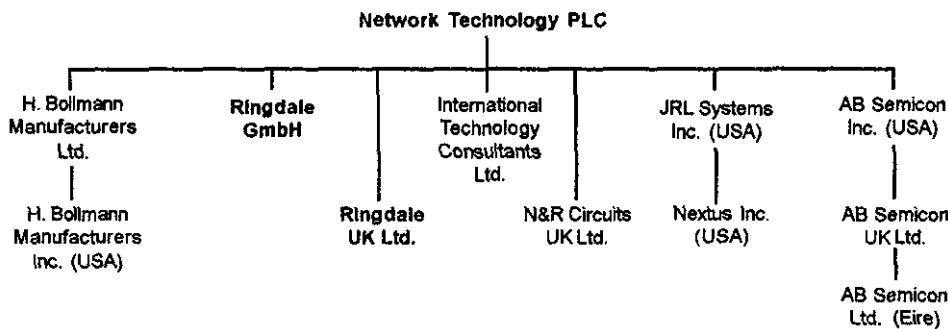 Network Technology PLC
H. Bollmann
Manufacturers
Ltd.
Ringdale
GmbH
International
Technology
Consultants
Ltd.
JRL Systems
Inc. (USA)
AB Semicon
Inc. (USA)
H. Bollmann
Manufacturers
Inc. (USA)
Ringdale
UK Ltd.
N&R Circuits
UK Ltd.
Nextus Inc.
(USA)
AB Semicon
UK Ltd.
AB Semicon
Ltd. (Eire)